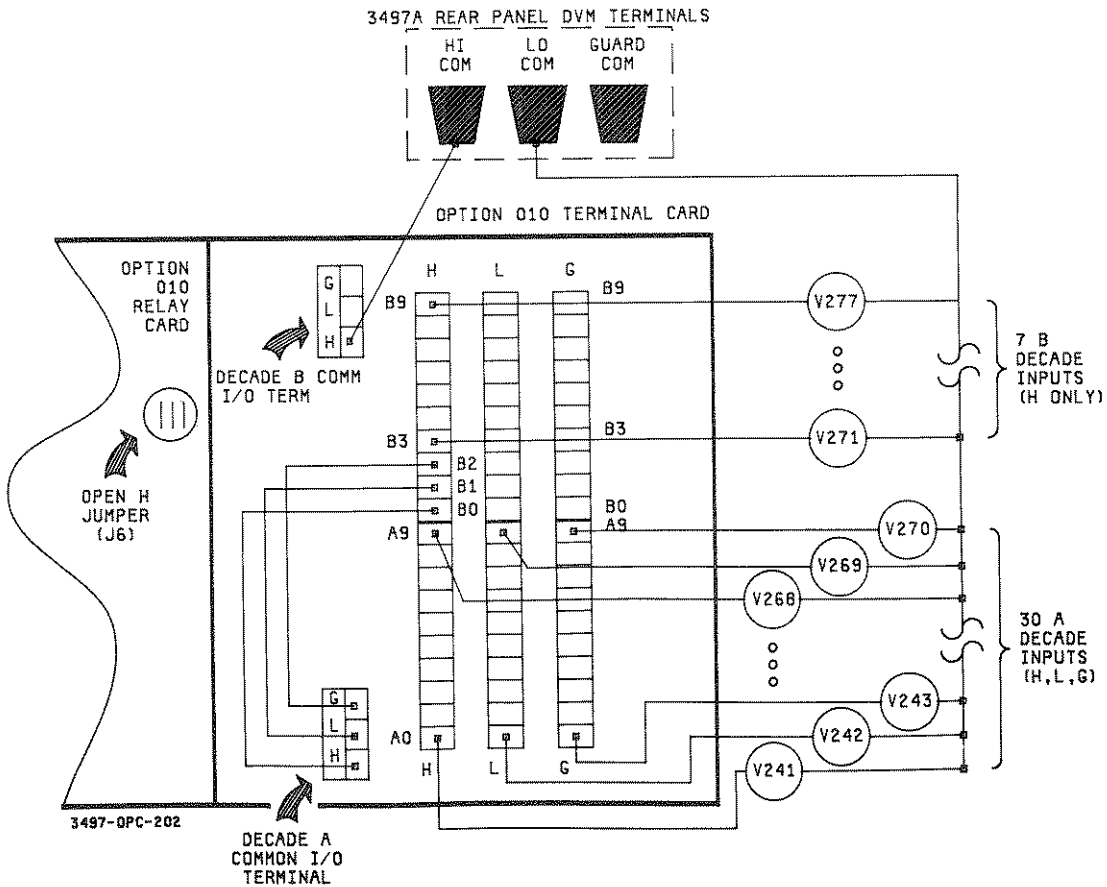 3497A REAR PANEL DVM TERMINALS
HI
COM
LO
COM
GUARD
COM
OPTION 010 TERMINAL CARD
OPTION
010
RELAY
CARD
G
L
H
DECADE B COMM
I/O TERM
OPEN H
JUMPER
(J6)
H
L
G
B9
B9
B3
B3
B2
B1
B0
B0
A9
A9
A0
H
L
G
G
L
H
V277
V271
V270
V269
V268
V243
V242
V241
7 B
DECADE
INPUTS
(H ONLY)
30 A
DECADE
INPUTS
(H,L,G)
3497-OPC-202
DECADE A
COMMON I/O
TERMINAL